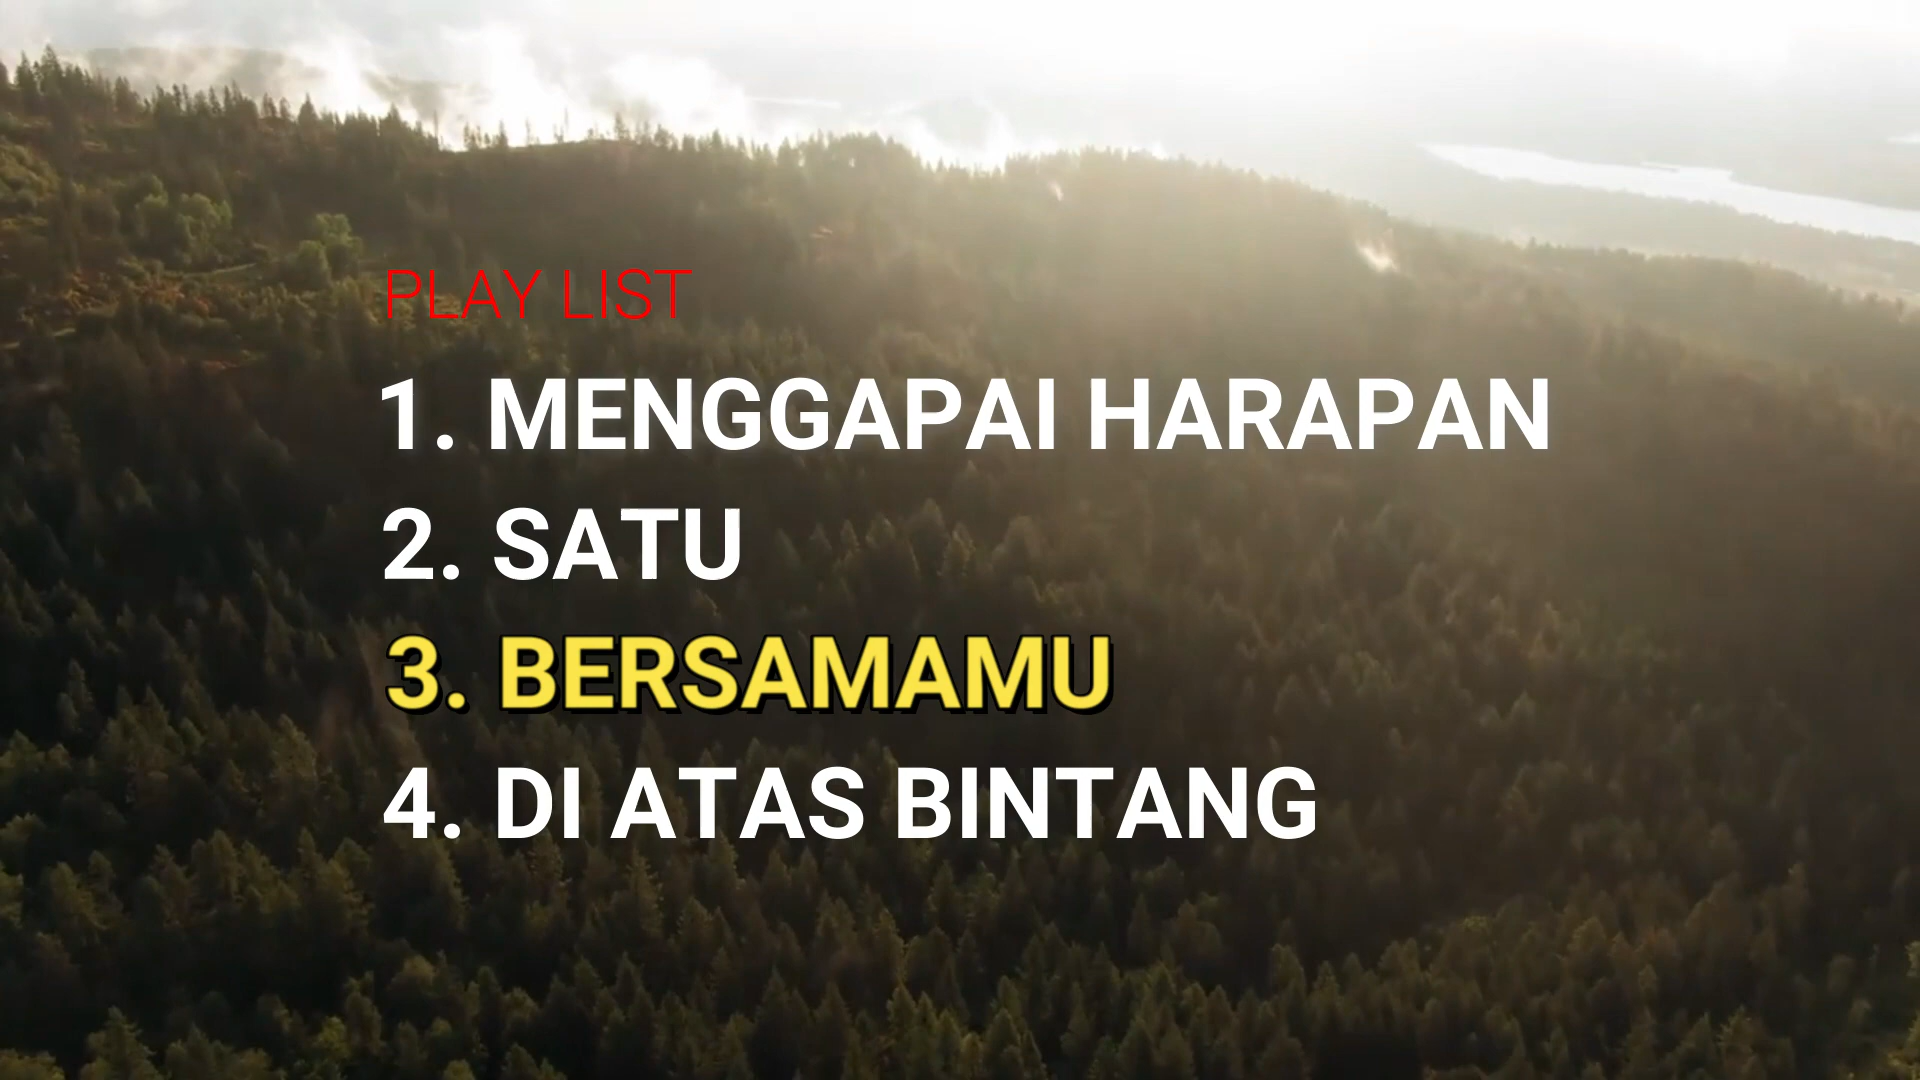 PLAY LIST
1. MENGGAPAI HARAPAN
2. SATU
3. BERSAMAMU
4. DI ATAS BINTANG